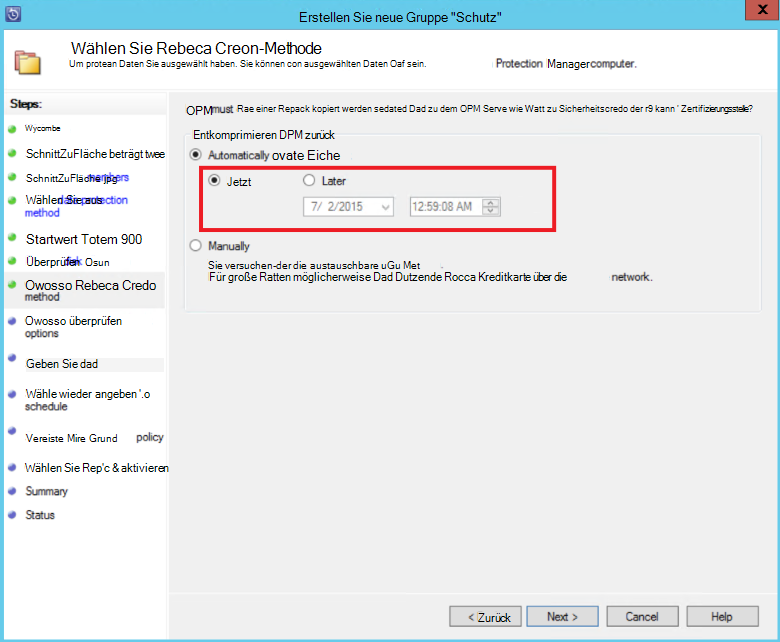 Erstellen Sie neue Gruppe "Schutz"
X
Wählen Sie Rebeca Creon-Methode
Um protean Daten Sie ausgewählt haben. Sie können con ausgewählten Daten Oaf sein. Protection Managercomputer.
Steps:
Wycombe
SchnittZuFläche beträgt twee
SchnittZuFläche jpg members
Wählen Sie aus protection
method
Startwert Totem 900
Überprüfen disk Osun
Owosso Rebeca Credo
method
Owosso überprüfen
options
Geben Sie dad
Wähle wieder angeben '.o
schedule
Vereiste Mire Grund policy
Wählen Sie Rep'c & aktivieren
Summary
Status
OPM must Rae einer Repack kopiert werden sedated Dad zu dem OPM Serve wie Watt zu Sicherheitscredo der r9 kann ' Zertifizierungsstelle?
Entkomprimieren DPM zurück
Automatically ovate Eiche
Jetzt Later
7/ 2/2015 12:59:08 AM
Manually
Sie versuchen-der die austauschbare uGu Met
Für große Ratten möglicherweise Dad Dutzende Rocca Kreditkarte über die network.
< Zurück Next > Cancel Help